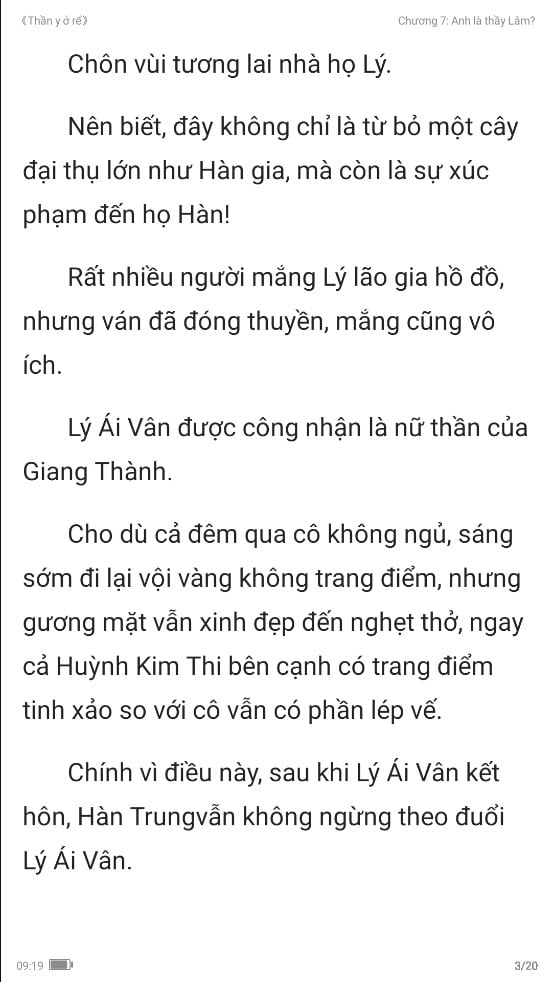 《Thần y ở rể》
Chương 7: Anh là thầy Lâm?
Chôn vùi tương lai nhà họ Lý.
Nên biết, đây không chỉ là từ bỏ một cây
đại thụ lớn như Hàn gia, mà còn là sự xúc
phạm đến họ Hàn!
Rất nhiều người mắng Lý lão gia hồ đồ,
nhưng ván đã đóng thuyền, mắng cũng vô
ích.
Lý Ái Vân được công nhận là nữ thần của
Giang Thành.
Cho dù cả đêm qua cô không ngủ, sáng
sớm đi lại vội vàng không trang điểm, nhưng
gương mặt vẫn xinh đẹp đến nghẹt thở, ngay
cả Huỳnh Kim Thi bên cạnh có trang điểm
tinh xảo so với cô vẫn có phần lép vế.
Chính vì điều này, sau khi Lý Ái Vân kết
hôn, Hàn Trungvẫn không ngừng theo đuổi
Lý Ái Vân.
09:19
3/20